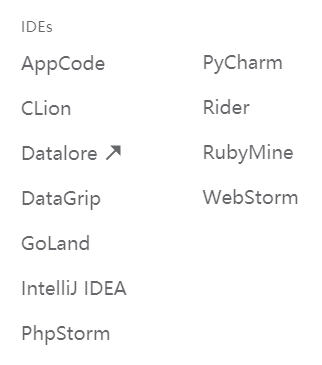 IDEs
AppCode
CLion
Datalore ↗
DataGrip
GoLand
IntelliJ IDEA
PhpStorm
PyCharm
Rider
RubyMine
WebStorm